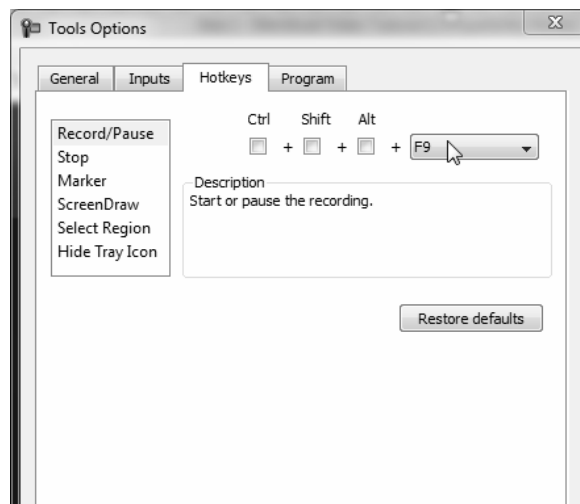 Tools Options
General Inputs Hotkeys Program
Ctrl Shift Alt
+ + + F9
Record/Pause
Stop
Marker
ScreenDraw
Select Region
Hide Tray Icon
Description
Start or pause the recording.
Restore defaults